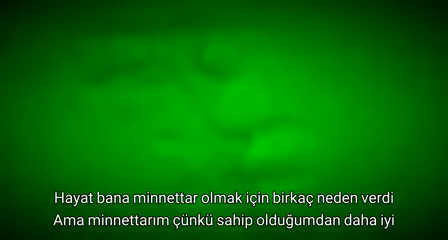 Hayat bana minnettar olmak için birkaç neden verdi
Ama minnettarım çünkü sahip olduğumdan daha iyi